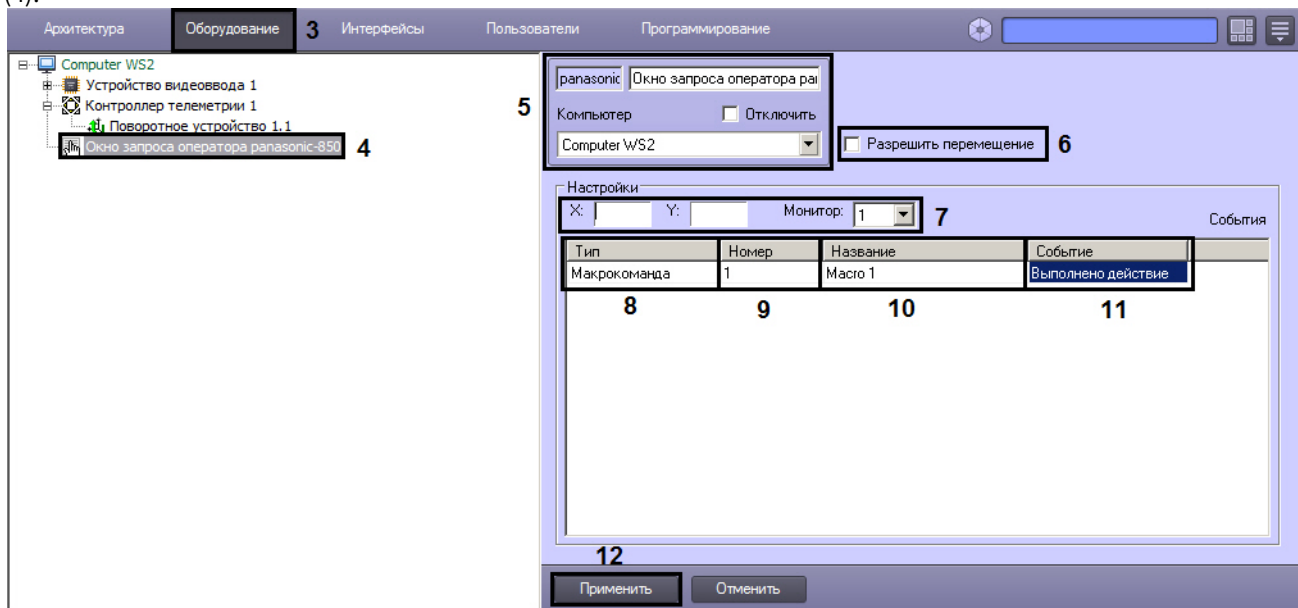 (4).
Архитектура Оборудование 3 Интерфейсы Пользователи Программирование
Computer WS2
Устройство видеоввода 1
Контроллер телеметрии 1
Поворотное устройство 1.1
Окно запроса оператора panasonic-850 4
5
panasonic Окно запроса оператора pan
Компьютер Отключить
Computer WS2
Разрешить перемещение 6
Настройки
X: Y: Монитор: 1 7
События
Тип Номер Название Событие
Макрокоманда 1 Macro 1 Выполнено действие
8 9 10 11
12
Применить Отменить